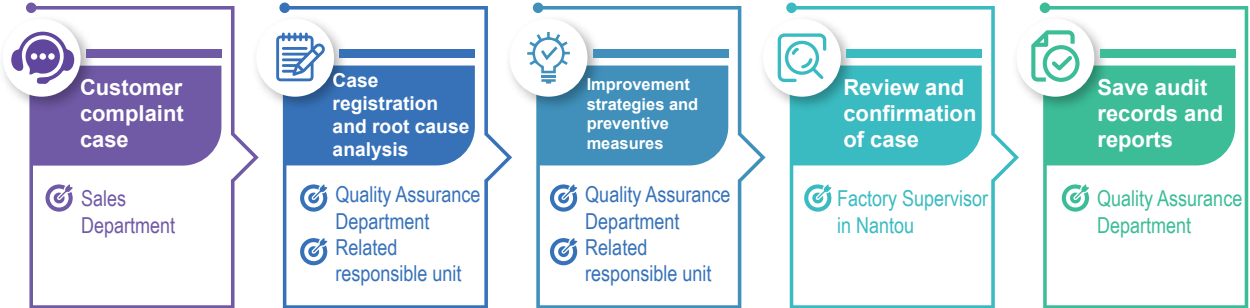 Customer
complaint
case
Sales
Department
Case
registration
and root cause
analysis
Quality Assurance
Department
Related
responsible unit
Improvement
strategies and
preventive
measures
Quality Assurance
Department
Related
responsible unit
Review and
confirmation
of case
Factory Supervisor
in Nantou
Save audit
records and
reports
Quality Assurance
Department